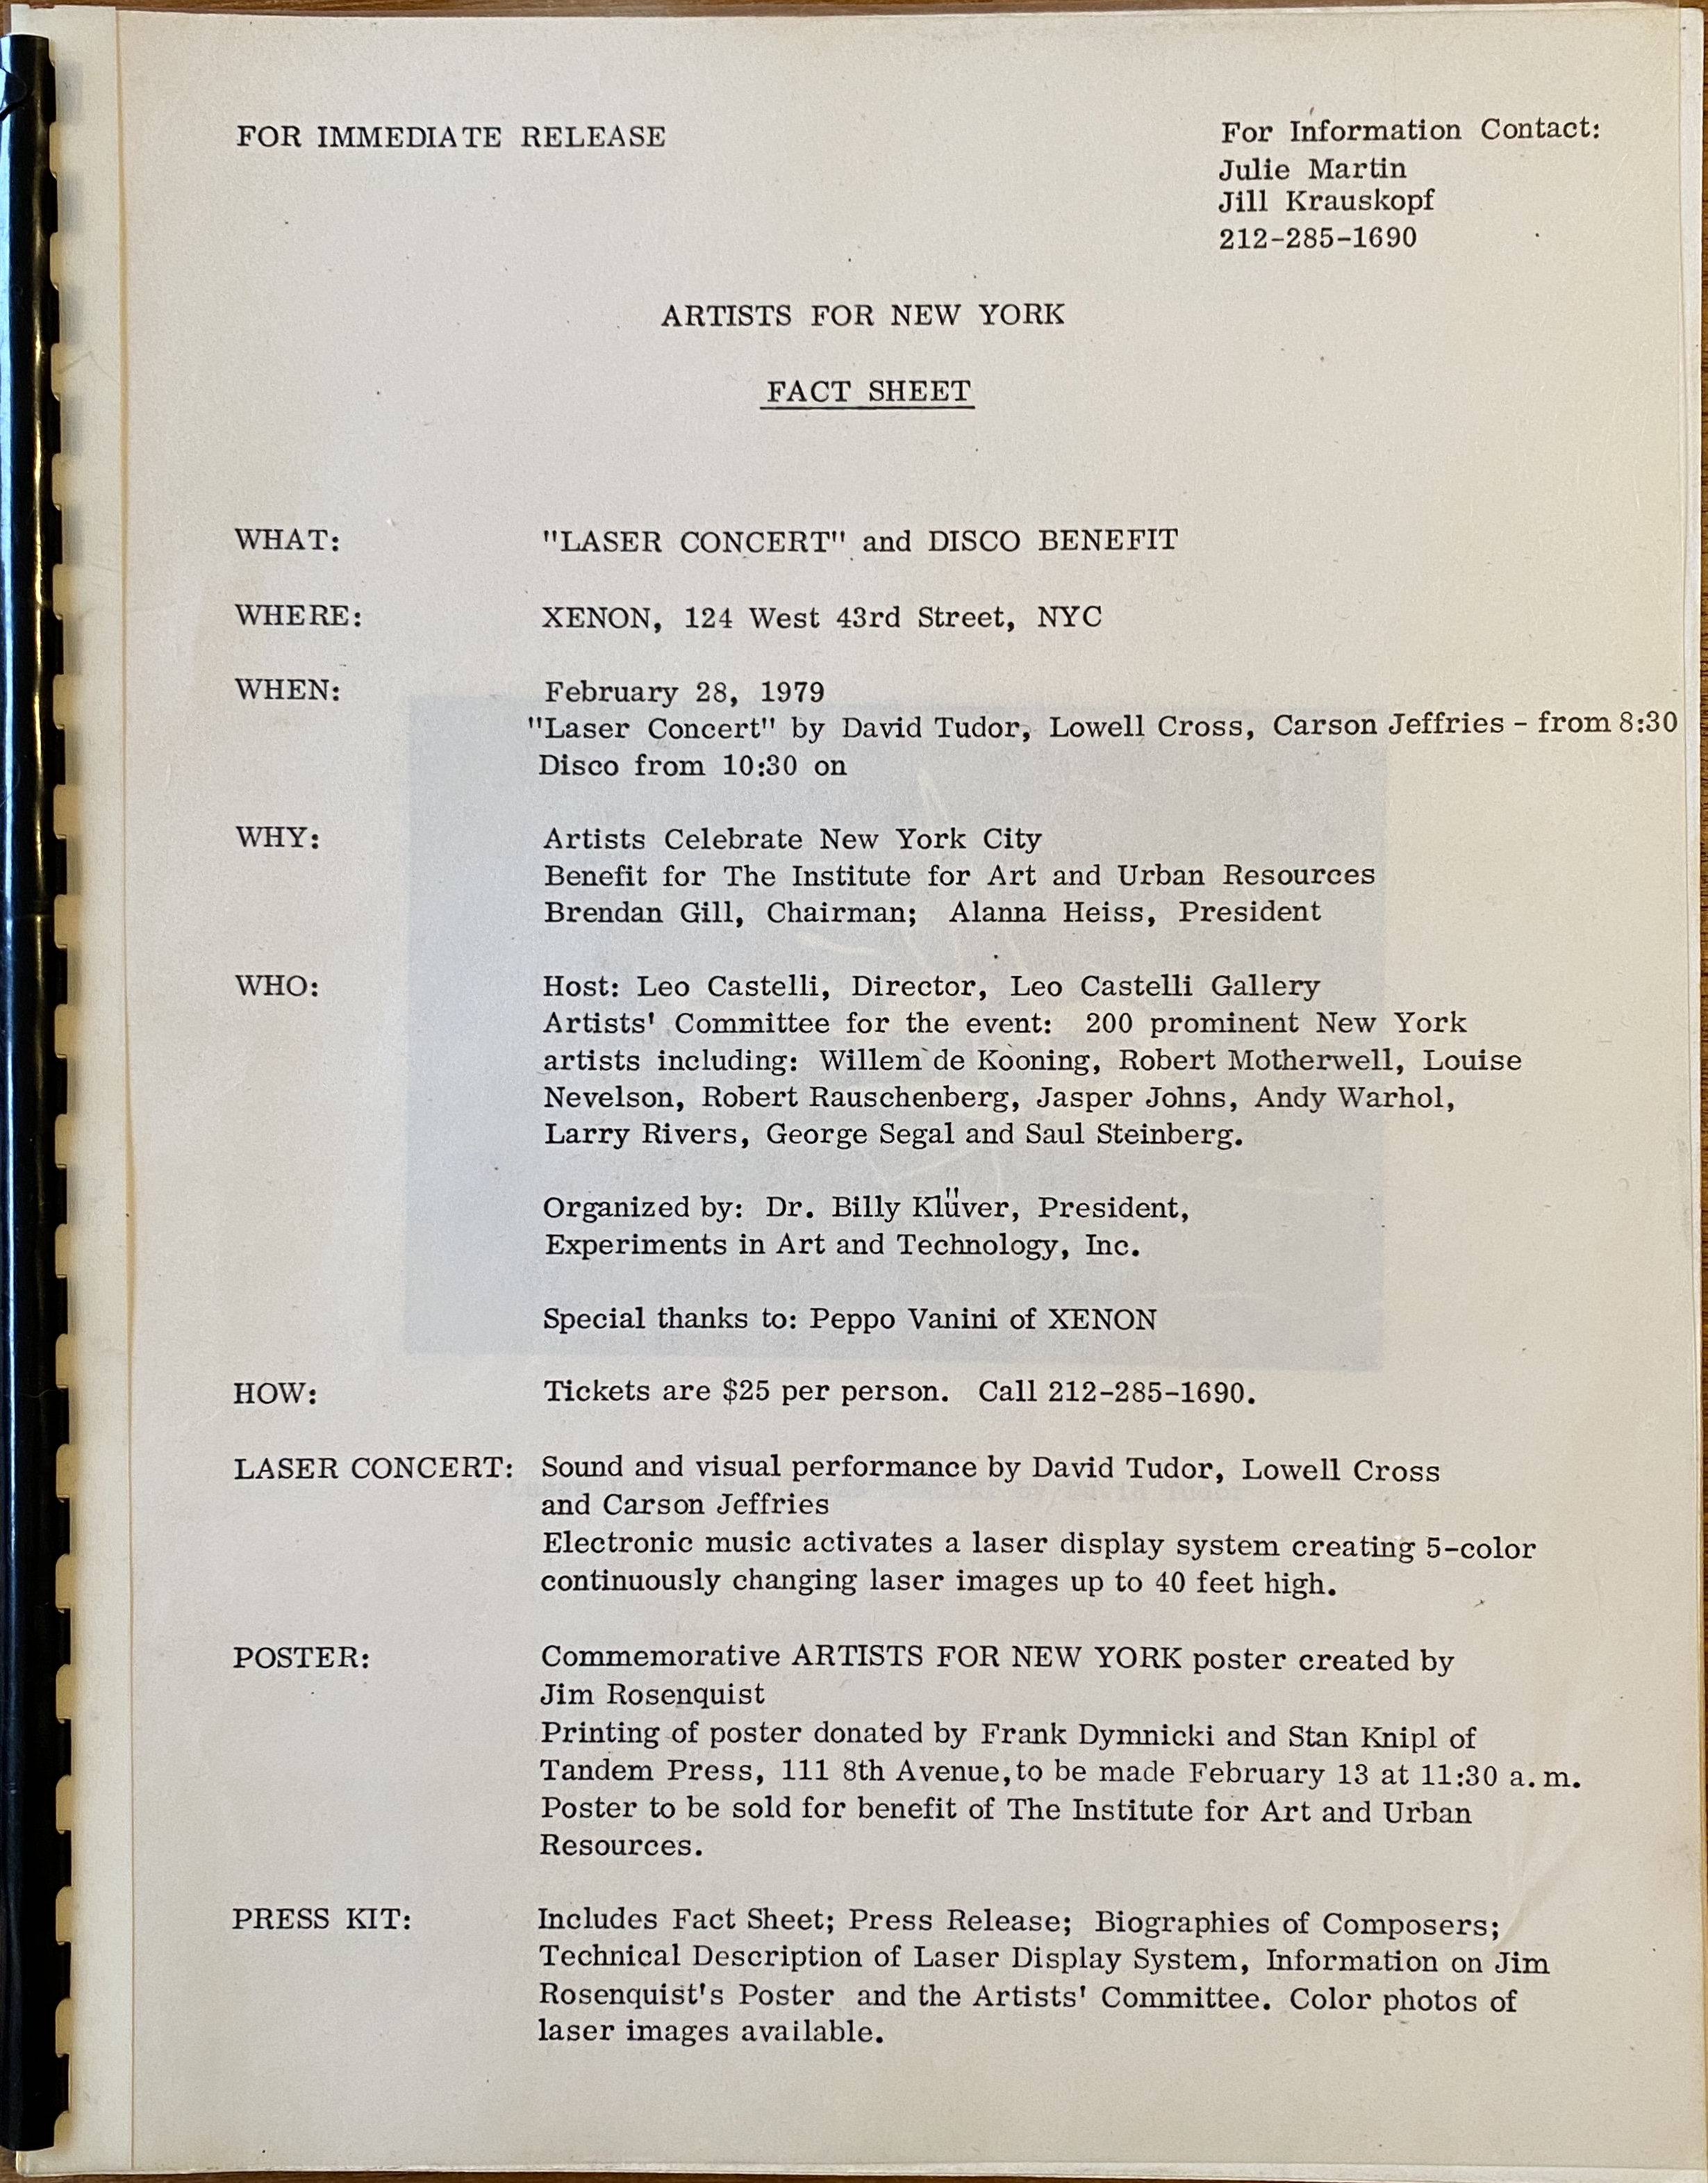 FOR IMMEDIATE RELEASE
For Information Contact:
Julie Martin
Jill Krauskopf
212-285-1690
ARTISTS FOR NEW YORK
FACT SHEET
WHAT: "LASER CONCERT" and DISCO BENEFIT
WHERE: XENON, 124 West 43rd Street, NYC
WHEN: February 28, 1979
"Laser Concert" by David Tudor, Lowell Cross, Carson Jeffries - from 8:30
Disco from 10:30 on
WHY: Artists Celebrate New York City
Benefit for The Institute for Art and Urban Resources
Brendan Gill, Chairman; Alanna Heiss, President
WHO: Host: Leo Castelli, Director, Leo Castelli Gallery
Artists' Committee for the event: 200 prominent New York
artists including: Willem de Kooning, Robert Motherwell, Louise
Nevelson, Robert Rauschenberg, Jasper Johns, Andy Warhol,
Larry Rivers, George Segal and Saul Steinberg.
Organized by: Dr. Billy Klüver, President,
Experiments in Art and Technology, Inc.
Special thanks to: Peppo Vanini of XENON
HOW: Tickets are $25 per person. Call 212-285-1690.
LASER CONCERT: Sound and visual performance by David Tudor, Lowell Cross
and Carson Jeffries
Electronic music activates a laser display system creating 5-color
continuously changing laser images up to 40 feet high.
POSTER: Commemorative ARTISTS FOR NEW YORK poster created by
Jim Rosenquist
Printing of poster donated by Frank Dymnicki and Stan Knipl of
Tandem Press, 111 8th Avenue, to be made February 13 at 11:30 a.m.
Poster to be sold for benefit of The Institute for Art and Urban
Resources.
PRESS KIT: Includes Fact Sheet; Press Release; Biographies of Composers;
Technical Description of Laser Display System, Information on Jim
Rosenquist's Poster and the Artists' Committee. Color photos of
laser images available.